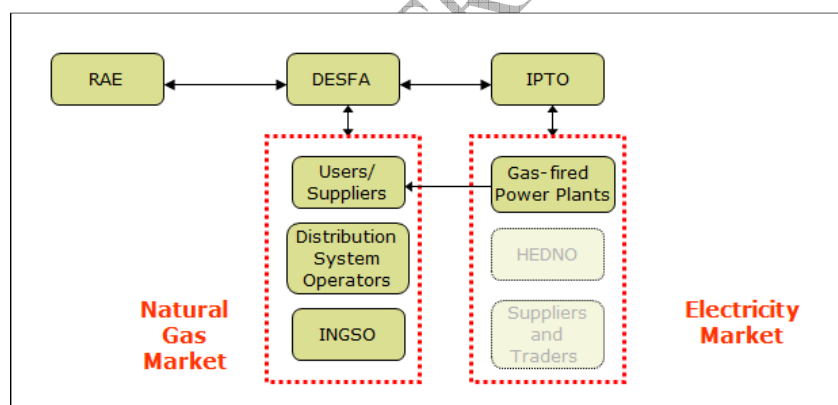 RAE
DESFA
IPTO
Users/
Suppliers
Gas-fired
Power Plants
Distribution
System
Operators
HEDNO
Natural
Gas
Market
INGSO
Suppliers
and
Traders
Electricity
Market